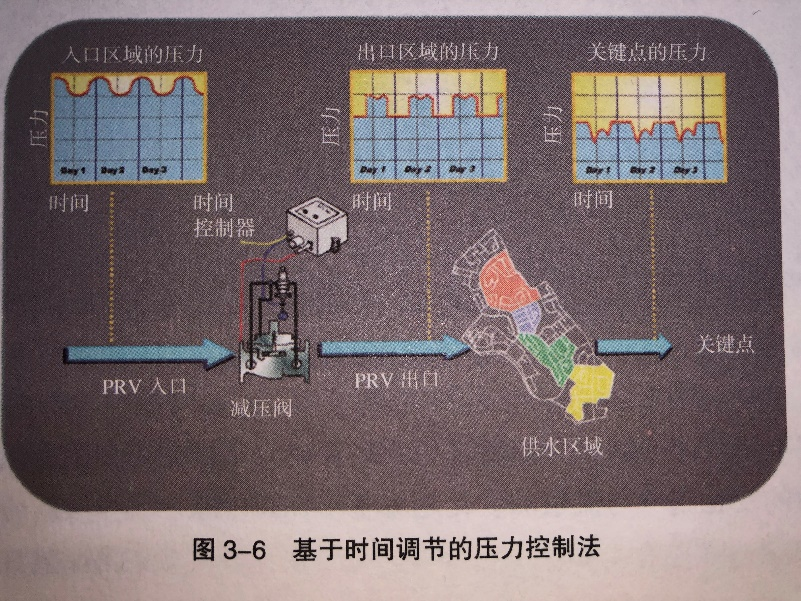 入口区域的压力
压力
Day 1 Day 2 Day 3
时间
出口区域的压力
压力
Day 1 Day 2 Day 3
时间
关键点的压力
压力
Day 1 Day 2 Day 3
时间
时间
控制器
PRV 入口
减压阀
PRV 出口
供水区域
关键点
图 3-6 基于时间调节的压力控制法